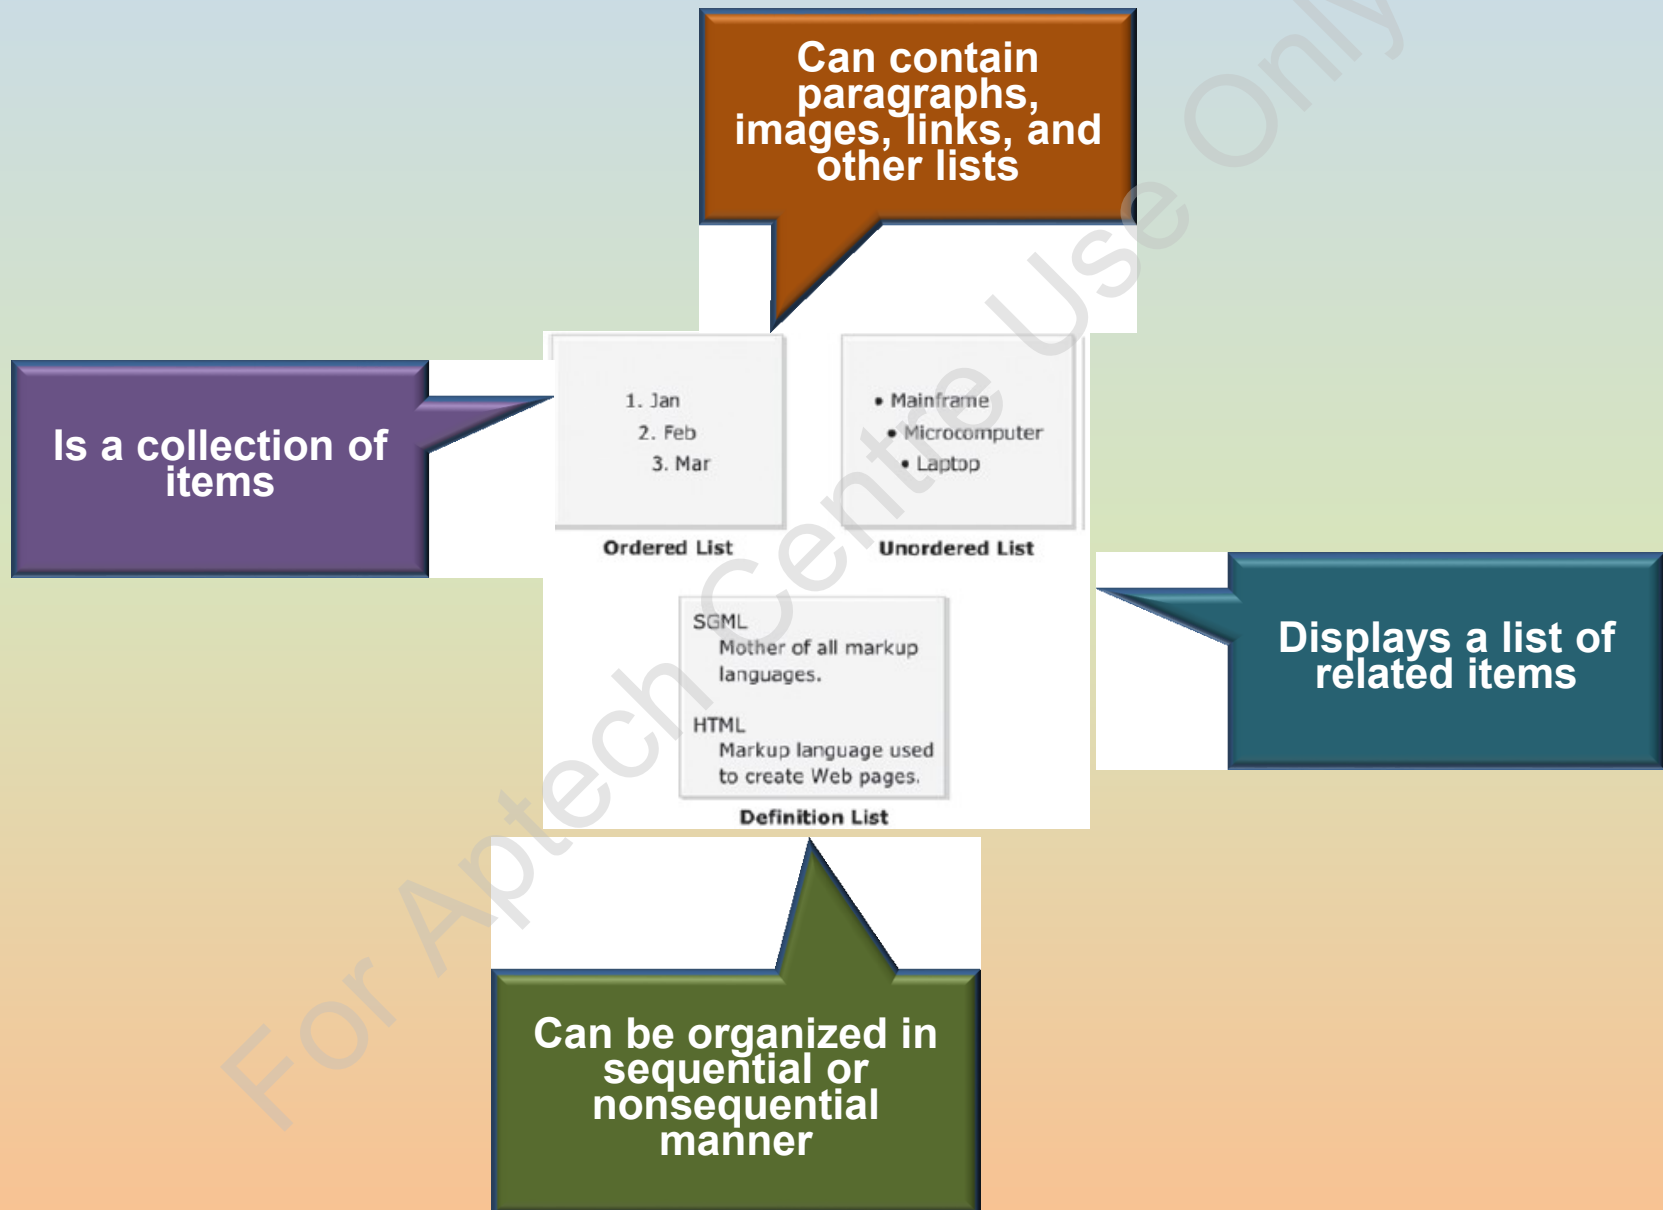 Can contain
paragraphs,
images, links, and
other lists
Is a collection of
items
1. Jan
2. Feb
3. Mar
Ordered List
• Mainframe
• Microcomputer
• Laptop
Unordered List
Displays a list of
related items
SGML
Mother of all markup
languages.
HTML
Markup language used
to create Web pages.
Definition List
Can be organized in
sequential or
nonsequential
manner
For Aptech Centre Use Only